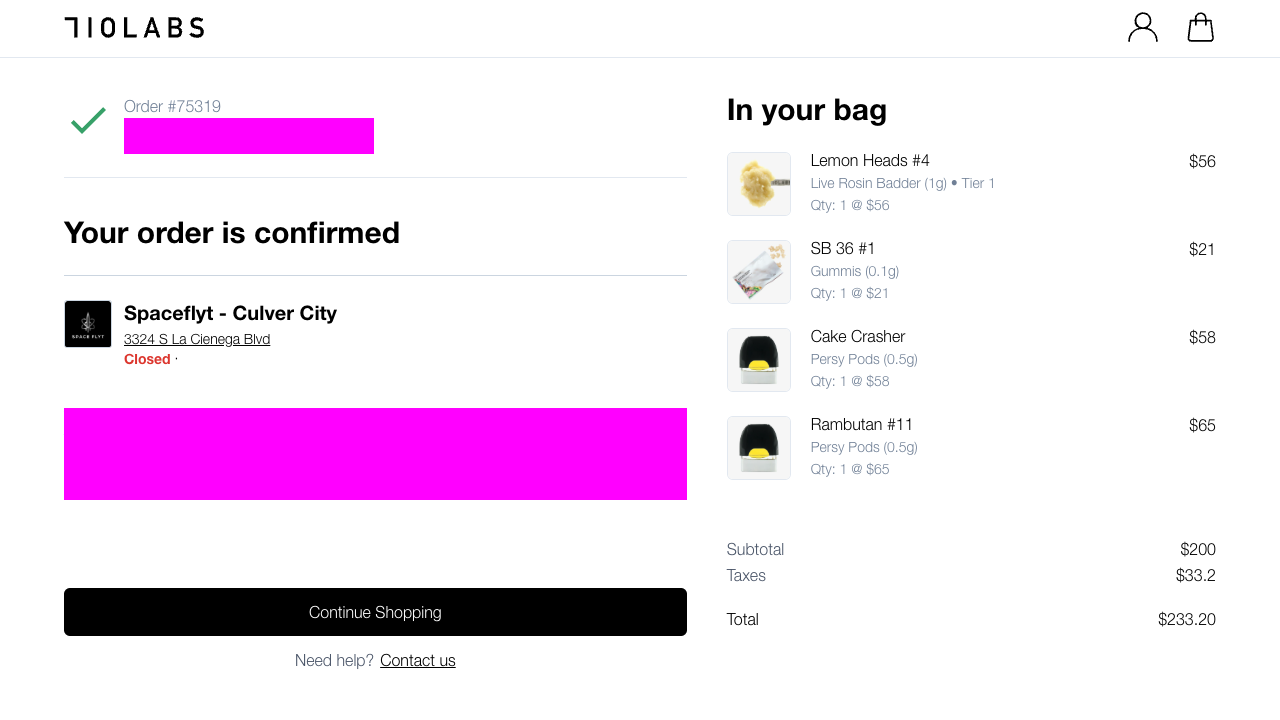 710LABS
Order #75319
Your order is confirmed
SPACE FLYT
Spaceflyt - Culver City
3324 S La Cienega Blvd
Closed ·
Continue Shopping
Need help? Contact us
In your bag
Lemon Heads #4
$56
Live Rosin Badder (1g) • Tier 1
Qty: 1 @ $56
SB 36 #1
$21
Gummis (0.1g)
Qty: 1 @ $21
Cake Crasher
$58
Persy Pods (0.5g)
Qty: 1 @ $58
Rambutan #11
$65
Persy Pods (0.5g)
Qty: 1 @ $65
Subtotal
$200
Taxes
$33.2
Total
$233.20